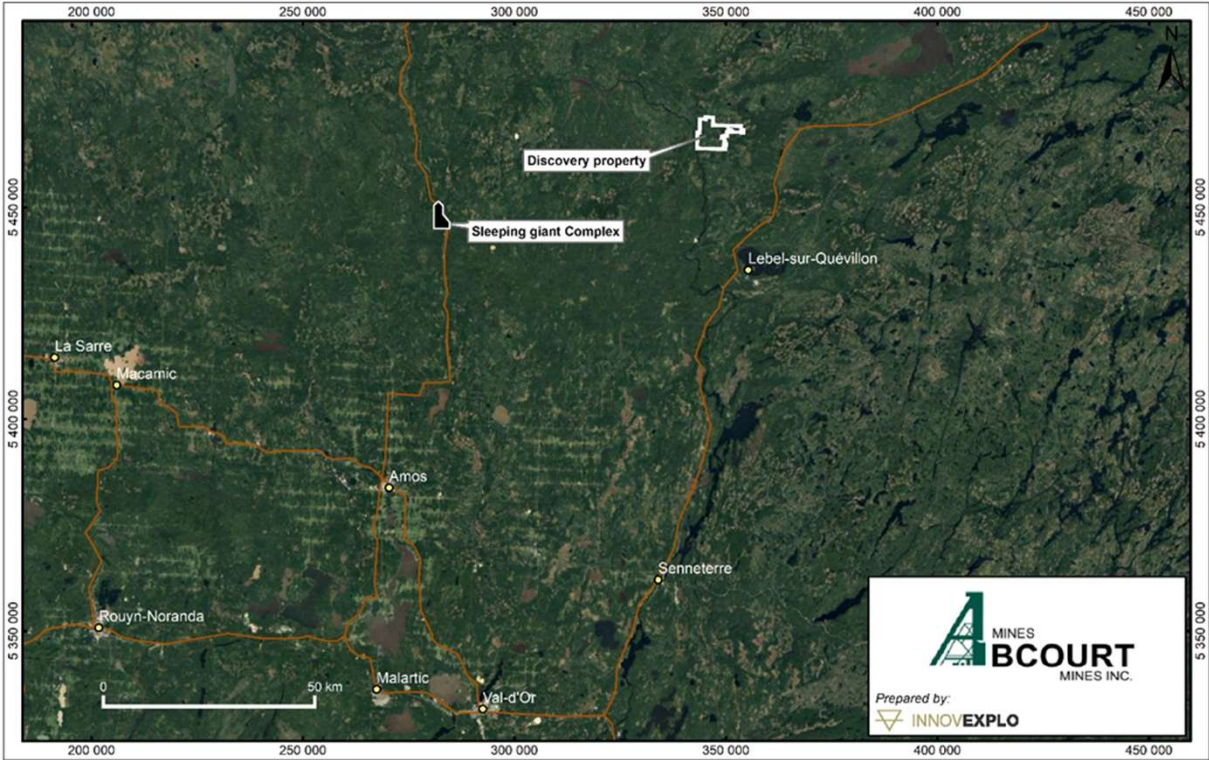 200 000 250 000 300 000 350 000 400 000 450 000
N
Discovery property
5 450 000
5 450 000
Sleeping giant Complex
Lebel-sur-Quévillon
La Sarre
Macamic
5 400 000
5 400 000
Amos
Senneterre
Rouyn-Noranda
5 350 000
5 350 000
Malartic
0 50 km
Val-d'Or
MINES
ABCOURT
MINES INC.
Prepared by:
INNOVEXPLO
200 000 250 000 300 000 350 000 400 000 450 000